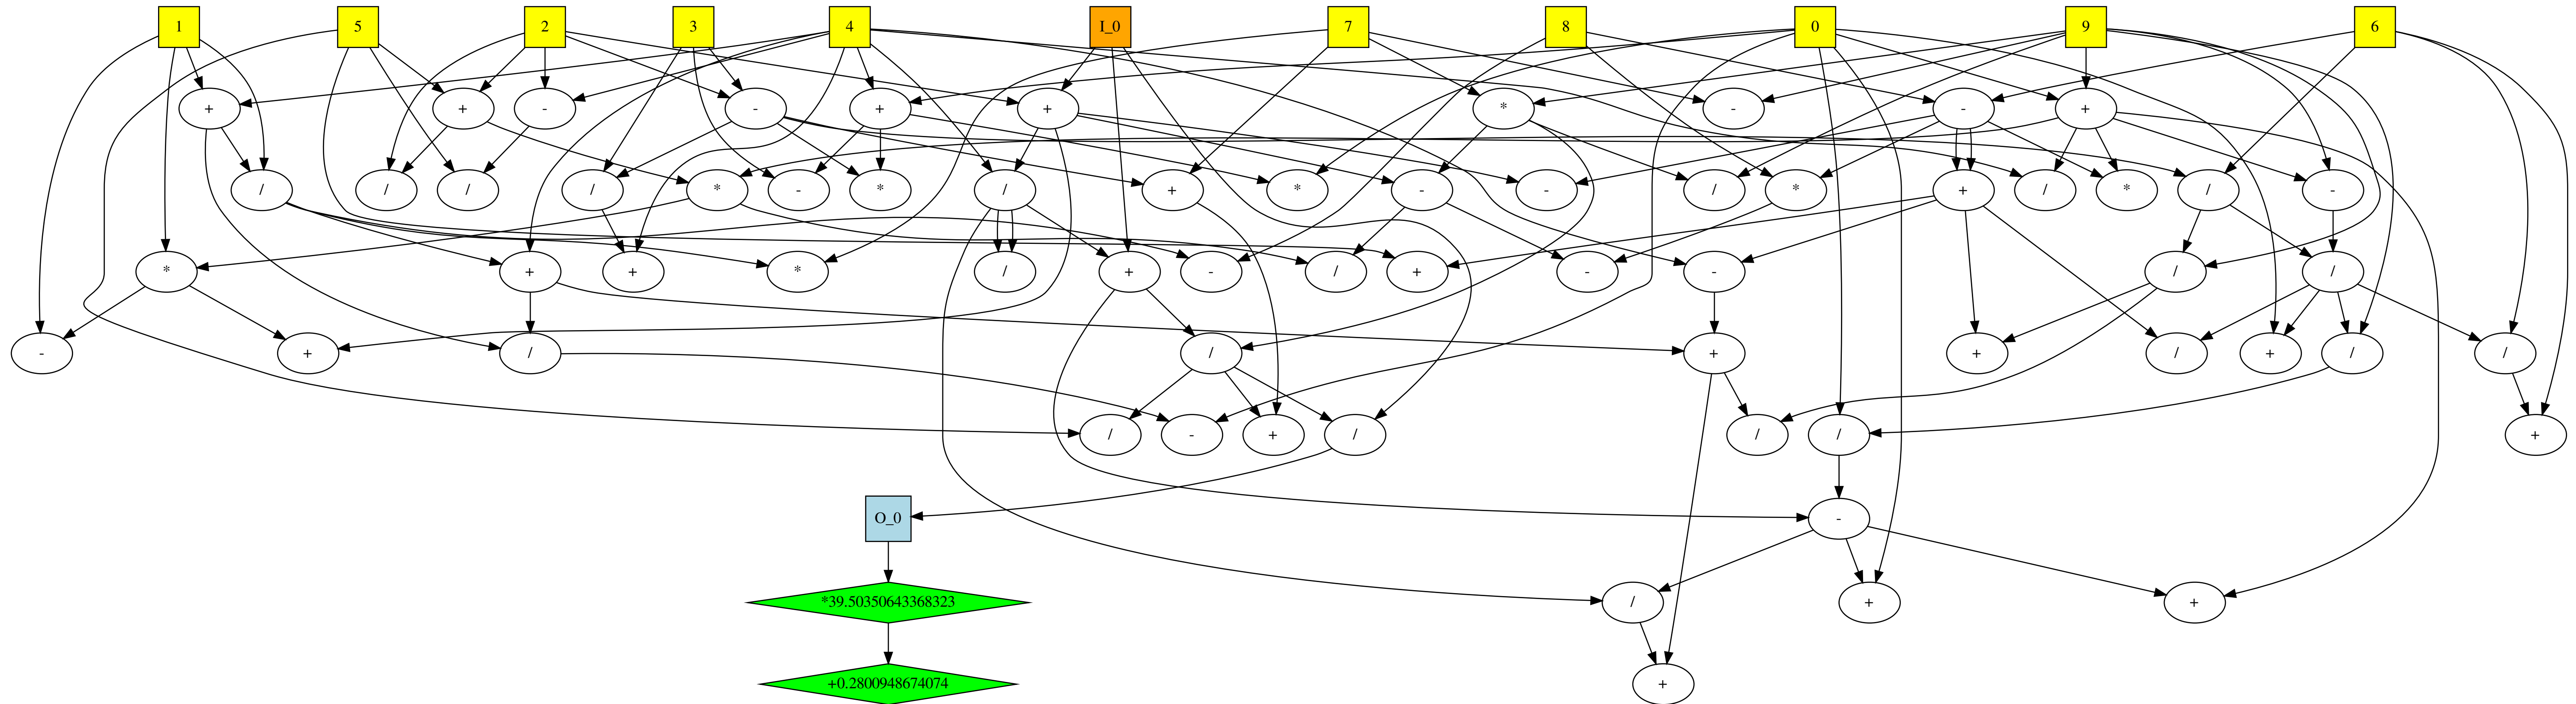 1 5 2 3 4 I_0 7 8 0 9 6
+ + - - + + * - - +
/ / / / * - * / + * - - / * + / * / -
* + + * + - / + - - / /
- + / / + + / + / /
/ - + / / / +
O_0 -
*39.50350643368323 / + +
+0.2800948674074 +